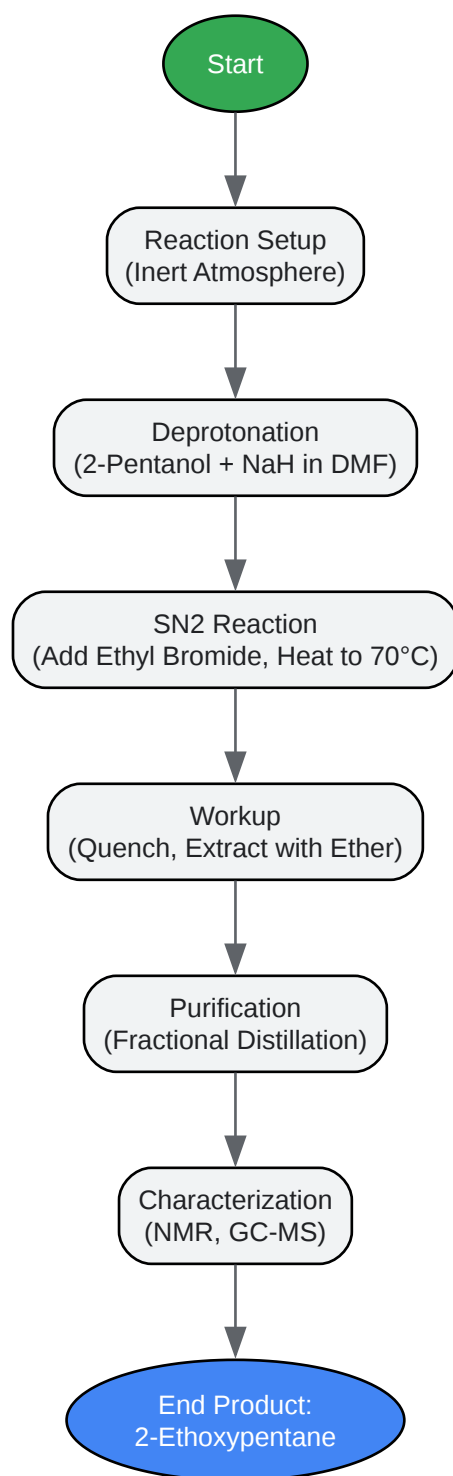 Start
Reaction Setup
(Inert Atmosphere)
Deprotonation
(2-Pentanol + NaH in DMF)
SN2 Reaction
(Add Ethyl Bromide, Heat to 70°C)
Workup
(Quench, Extract with Ether)
Purification
(Fractional Distillation)
Characterization
(NMR, GC-MS)
End Product:
2-Ethoxypentane